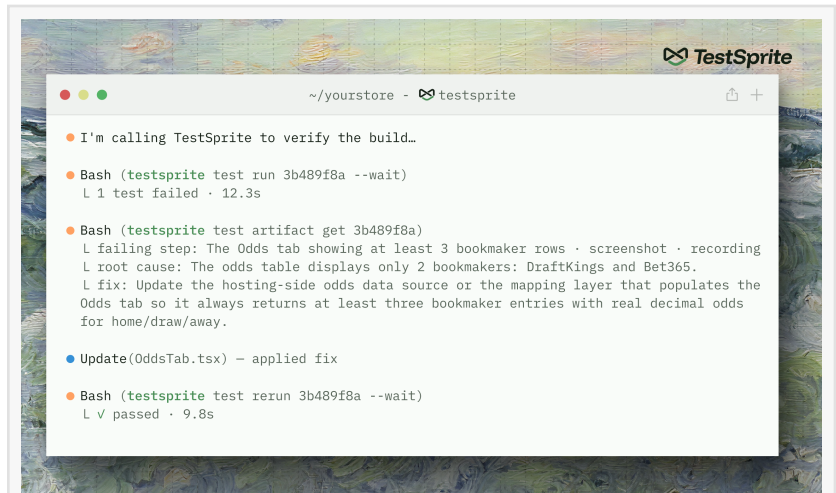 TestSprite
~/yourstore - testsprite
I'm calling TestSprite to verify the build…
Bash (testsprite test run 3b489f8a --wait)
L 1 test failed · 12.3s
Bash (testsprite test artifact get 3b489f8a)
L failing step: The Odds tab showing at least 3 bookmaker rows · screenshot · recording
L root cause: The odds table displays only 2 bookmakers: DraftKings and Bet365.
L fix: Update the hosting-side odds data source or the mapping layer that populates the
Odds tab so it always returns at least three bookmaker entries with real decimal odds
for home/draw/away.
Update(OddsTab.tsx) — applied fix
Bash (testsprite test rerun 3b489f8a --wait)
L √ passed · 9.8s